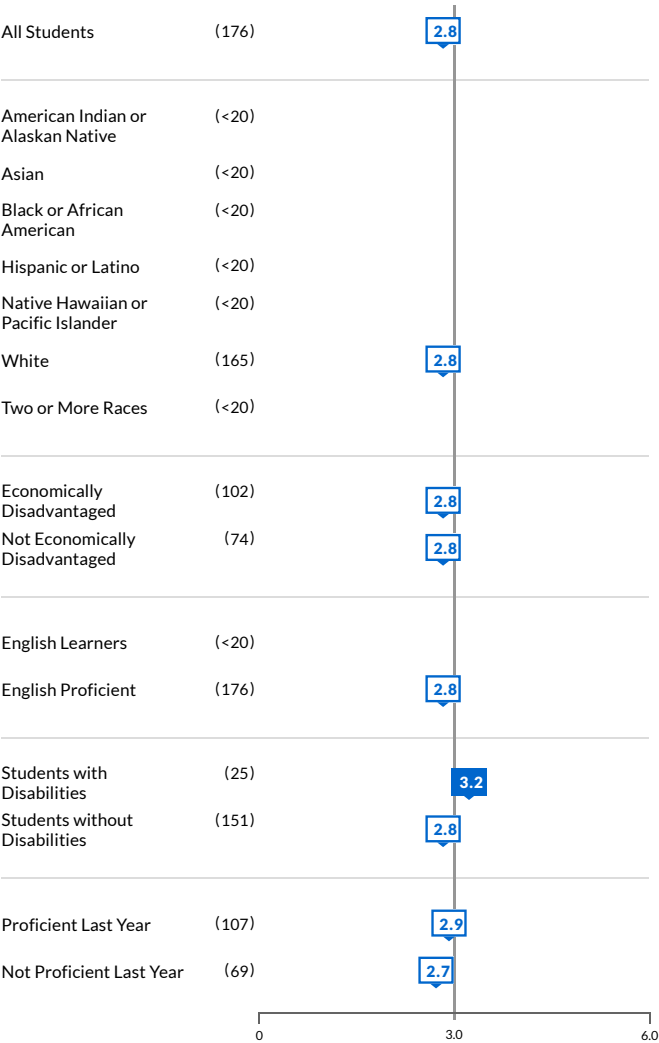 All Students (176) 2.8
American Indian or (<20)
Alaskan Native
Asian (<20)
Black or African (<20)
American
Hispanic or Latino (<20)
Native Hawaiian or (<20)
Pacific Islander
White (165) 2.8
Two or More Races (<20)
Economically (102) 2.8
Disadvantaged
Not Economically (74) 2.8
Disadvantaged
English Learners (<20)
English Proficient (176) 2.8
Students with (25) 3.2
Disabilities
Students without (151) 2.8
Disabilities
Proficient Last Year (107) 2.9
Not Proficient Last Year (69) 2.7
0 3.0 6.0